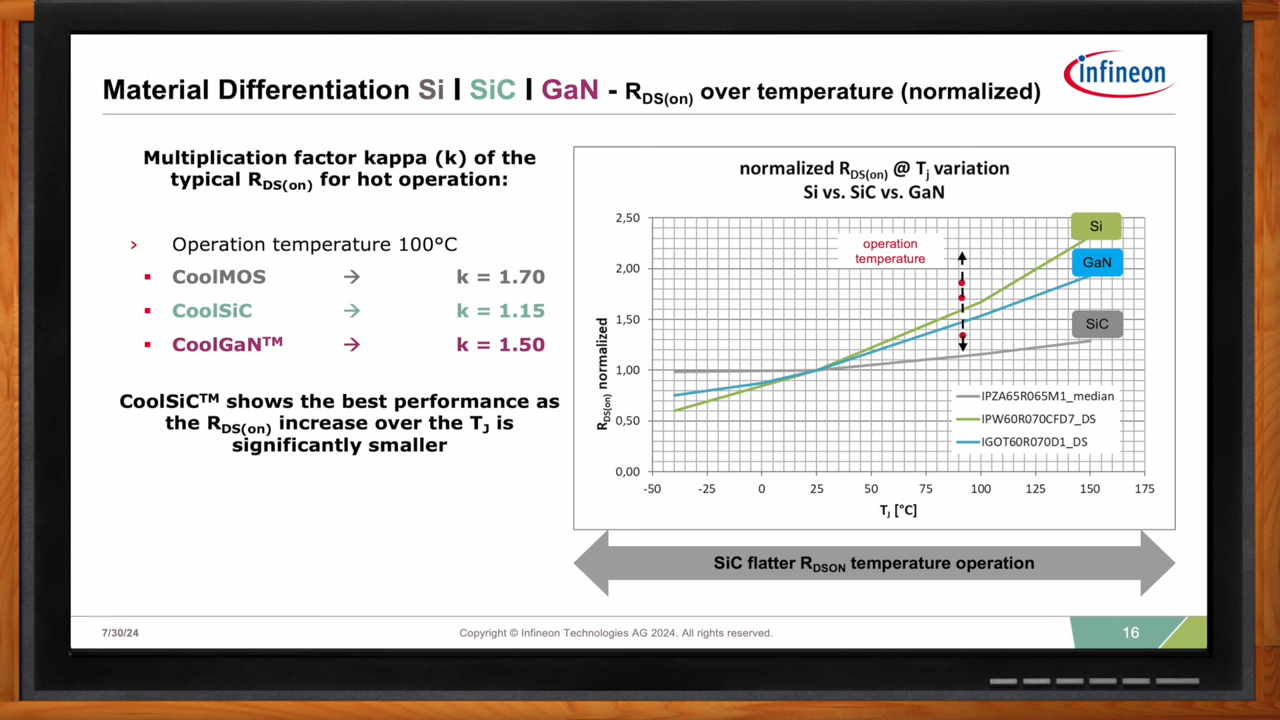 Material Differentiation Si | SiC | GaN - RDS(on) over temperature (normalized)
infineon
Multiplication factor kappa (k) of the
typical RDS(on) for hot operation:
› Operation temperature 100°C
▪ CoolMOS → k = 1.70
▪ CoolSiC → k = 1.15
▪ CoolGaN™ → k = 1.50
CoolSiC™ shows the best performance as
the RDS(on) increase over the TJ is
significantly smaller
normalized RDS(on) @ Tj variation
Si vs. SiC vs. GaN
RDS(on) normalized
2,50
2,00
1,50
1,00
0,50
0,00
operation
temperature
Si
GaN
SiC
IPZA65R065M1_median
IPW60R070CFD7_DS
IGOT60R070D1_DS
-50 -25 0 25 50 75 100 125 150 175
TJ [°C]
SiC flatter RDSON temperature operation
7/30/24
Copyright © Infineon Technologies AG 2024. All rights reserved.
16